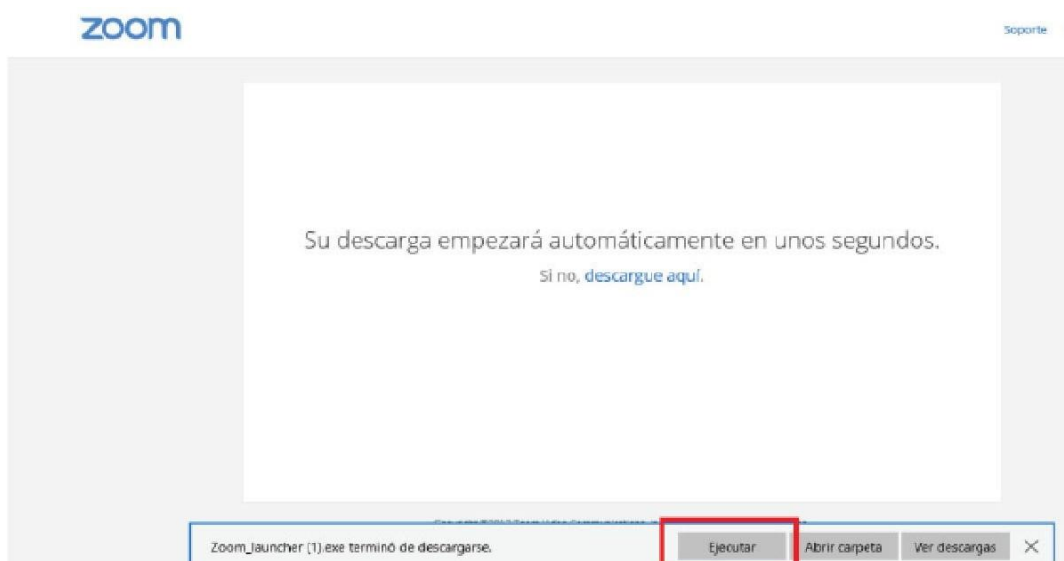 zoom
Soporte
Su descarga empezará automáticamente en unos segundos.
Si no, descargue aquí.
Zoom_launcher (1).exe terminó de descargarse.
Ejecutar
Abrir carpeta
Ver descargas